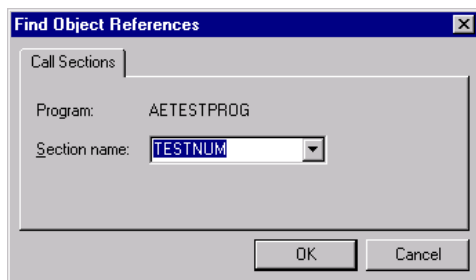 Find Object References
Call Sections
Program: AETESTPROG
Section name: TESTNUM
OK Cancel